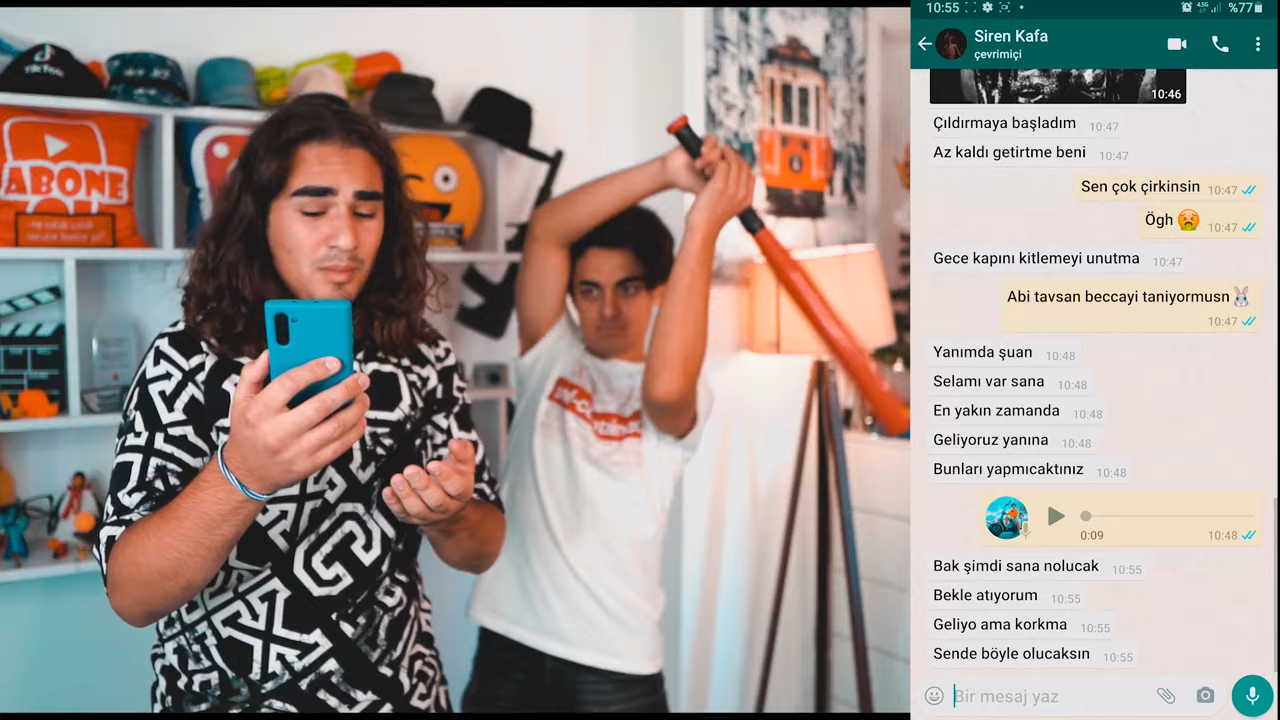 TikTok
ABONE
10:55
%77
Siren Kafa
çevrimiçi
10:46
Çıldırmaya başladım 10:47
Az kaldı getirtme beni 10:47
Sen çok çirkinsin 10:47
Ögh 🤮 10:47
Gece kapını kitlemeyi unutma 10:47
Abi tavsan beccayi taniyormusn🐰
10:47
Yanımda şuan 10:48
Selamı var sana 10:48
En yakın zamanda 10:48
Geliyoruz yanına 10:48
Bunları yapmıcaktınız 10:48
0:09 10:48
Bak şimdi sana nolucak 10:55
Bekle atıyorum 10:55
Geliyo ama korkma 10:55
Sende böyle olucaksın 10:55
Bir mesaj yaz